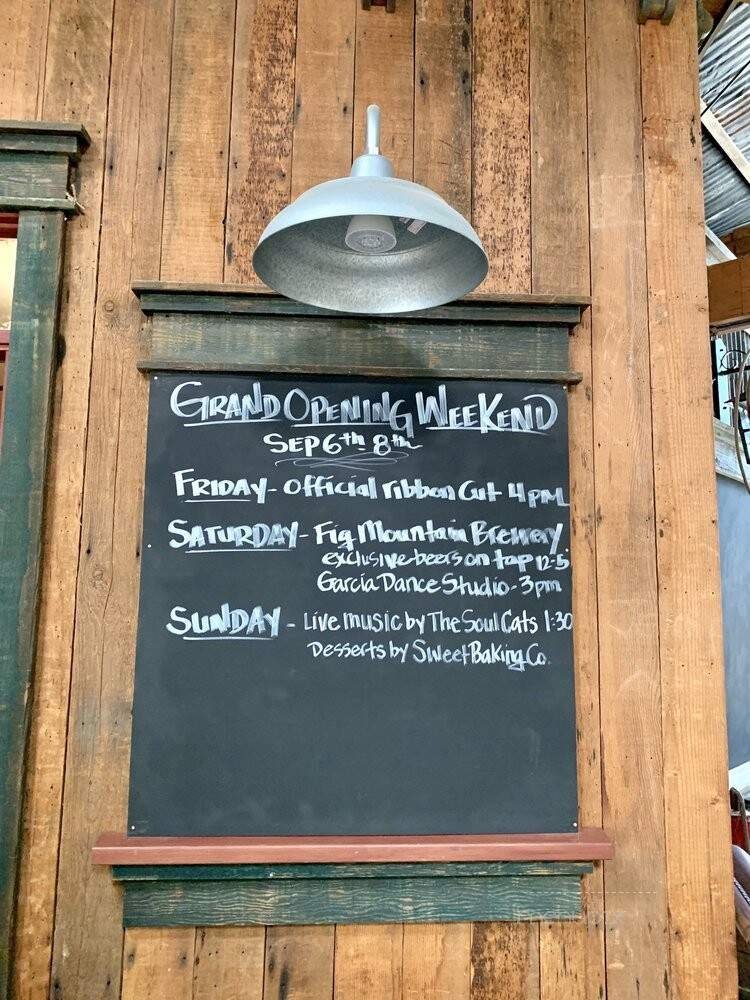 GRAND OPENING WEEKEND
SEP 6th-8th
FRIDAY- Official ribbon Cut 4pm
SATURDAY- Fig Mountain Brewery
exclusive beers on tap 12-5
Garcia Dance Studio-3pm
SUNDAY- Live music by The Soul Cats 1:30
Desserts by Sweet Baking Co.